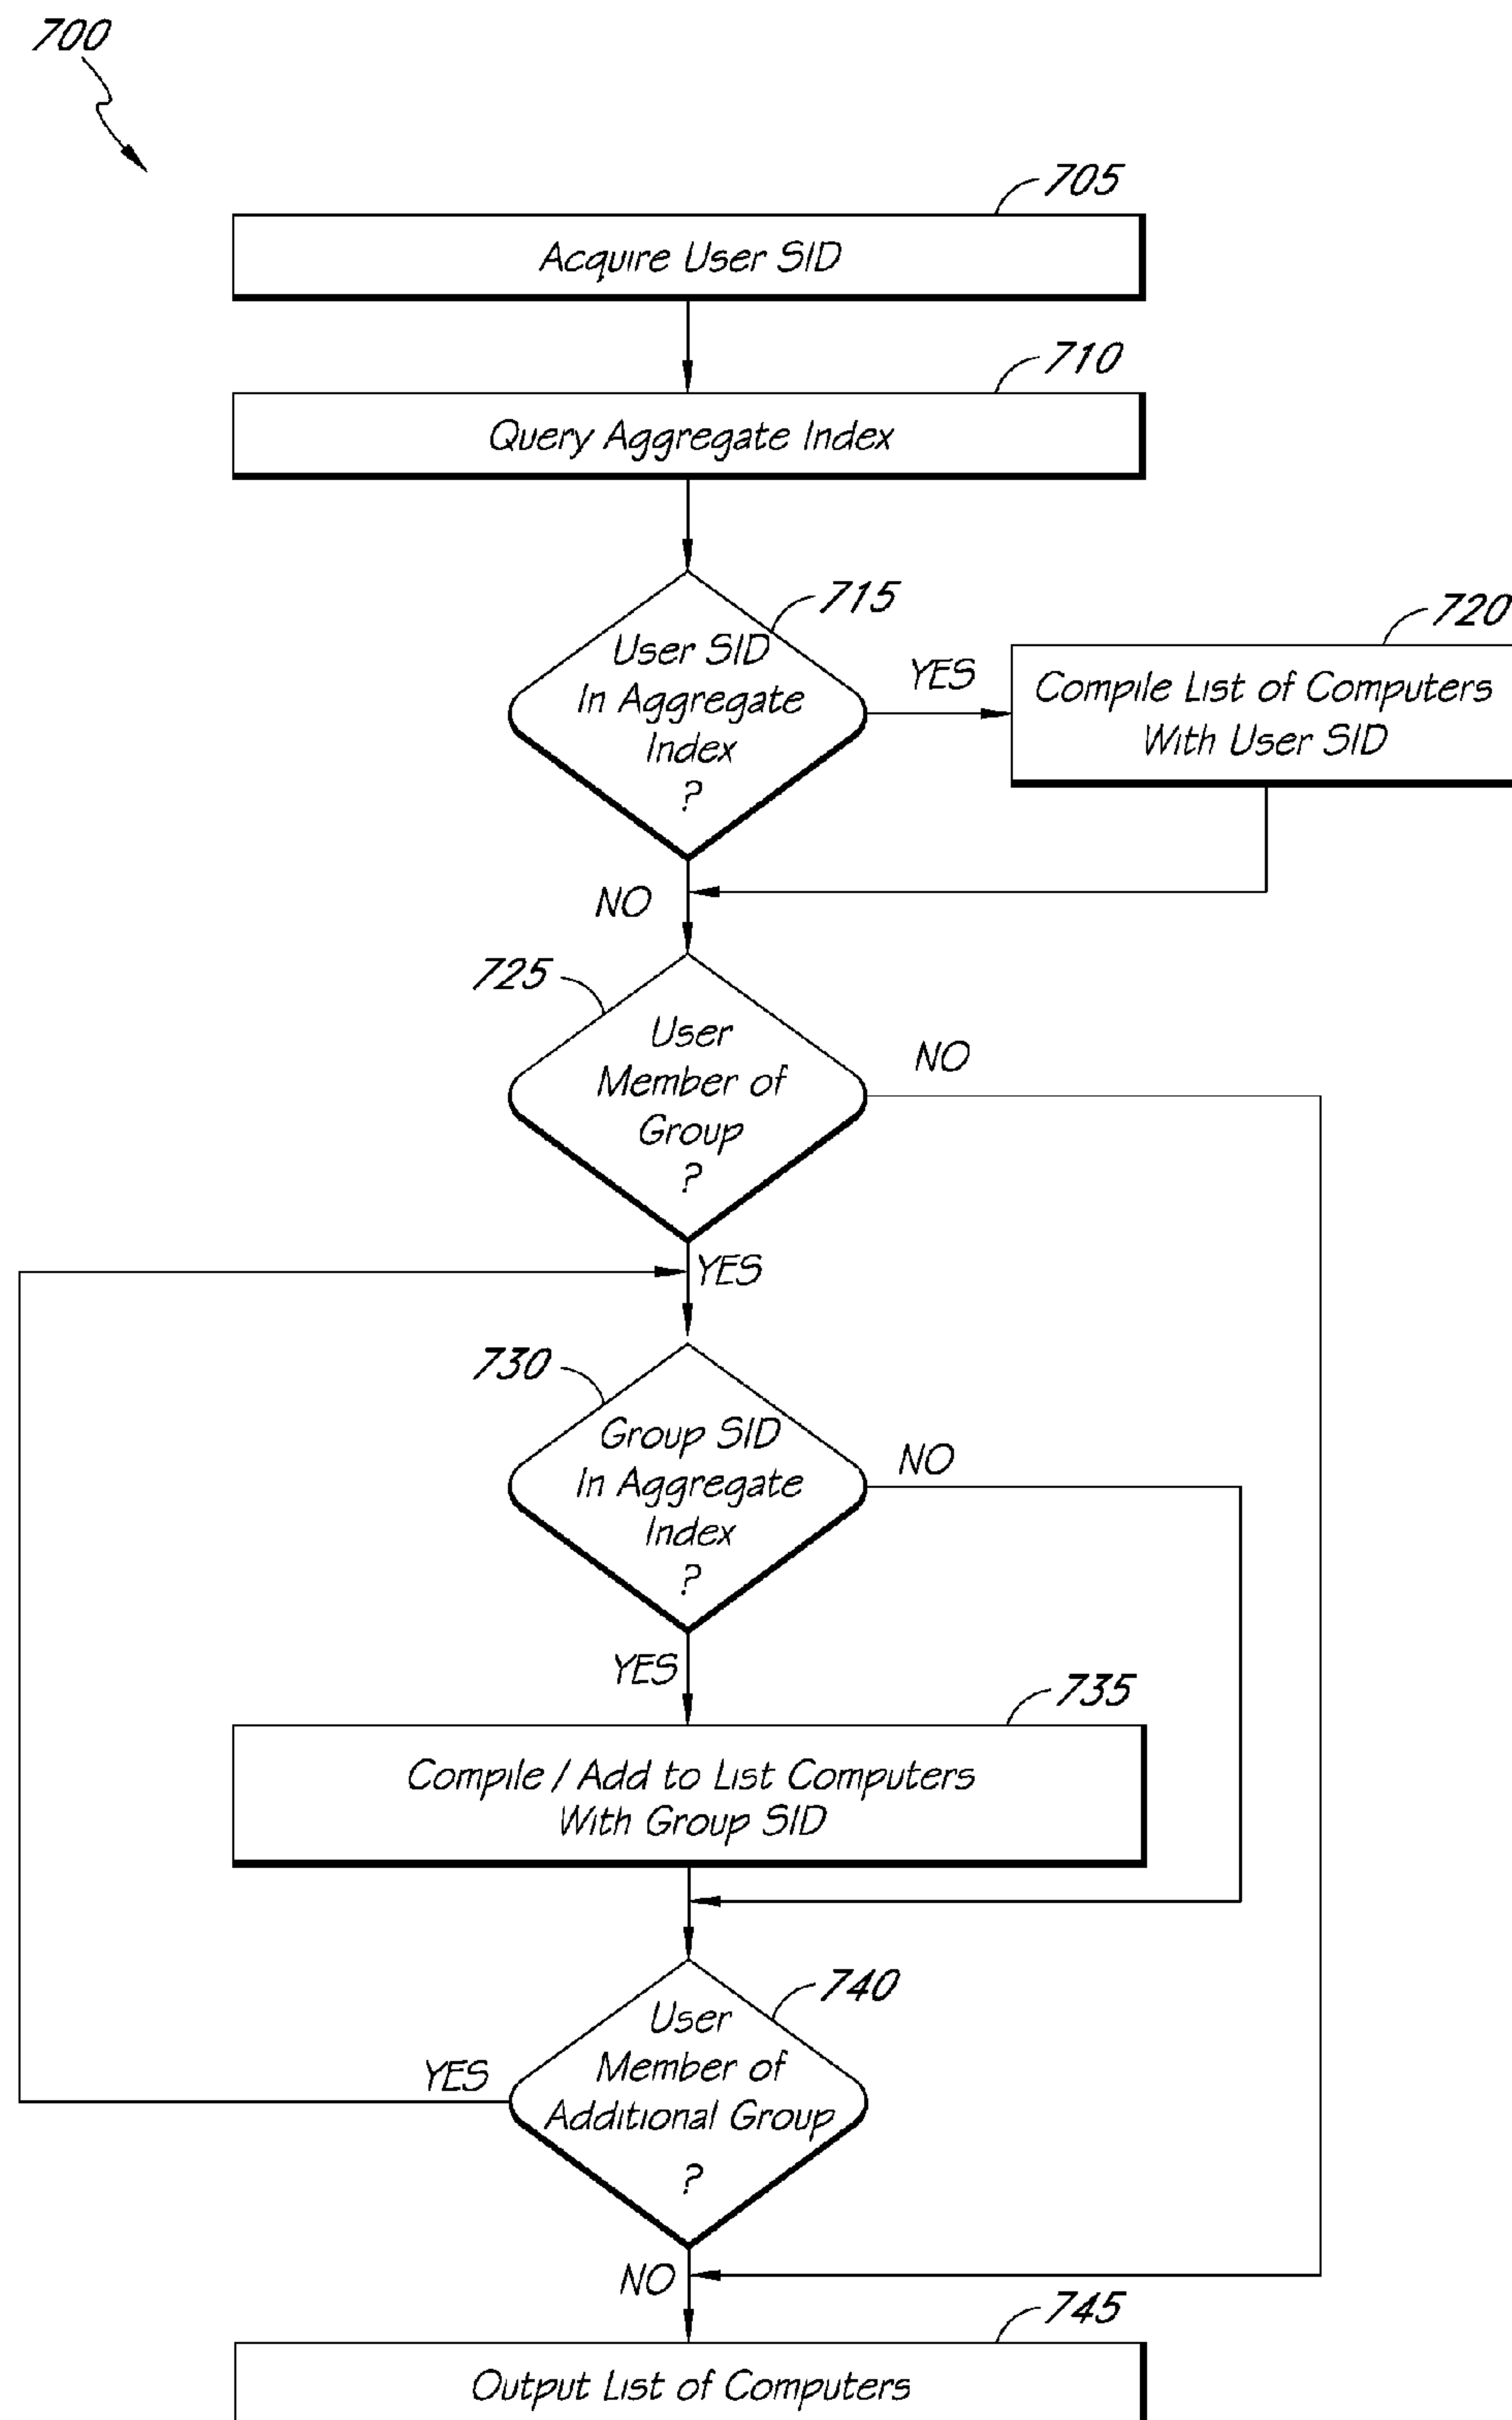 700
705
Acquire User SID
710
Query Aggregate Index
715
User SID
In Aggregate
Index
?
YES
720
Compile List of Computers
With User SID
NO
725
User
Member of
Group
?
NO
YES
730
Group SID
In Aggregate
Index
?
NO
YES
735
Compile / Add to List Computers
With Group SID
740
User
Member of
Additional Group
?
YES
NO
745
Output List of Computers